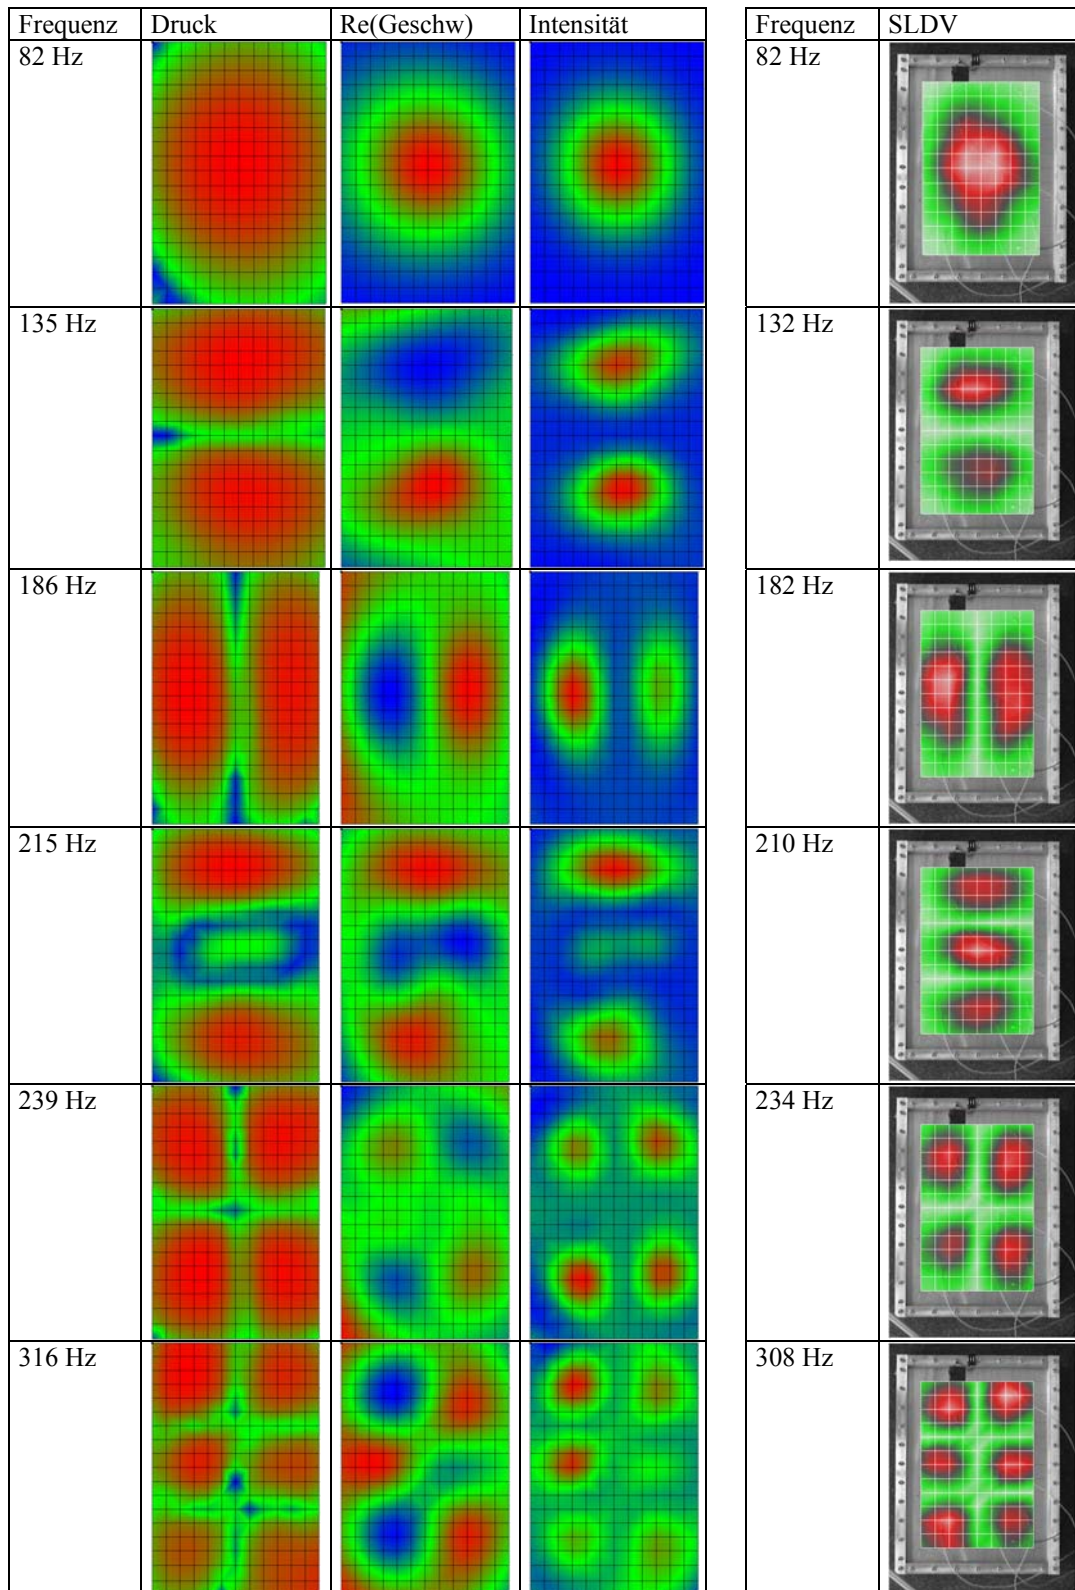 Frequenz Druck Re(Geschw) Intensität
82 Hz
135 Hz
186 Hz
215 Hz
239 Hz
316 Hz
Frequenz SLDV
82 Hz
132 Hz
182 Hz
210 Hz
234 Hz
308 Hz